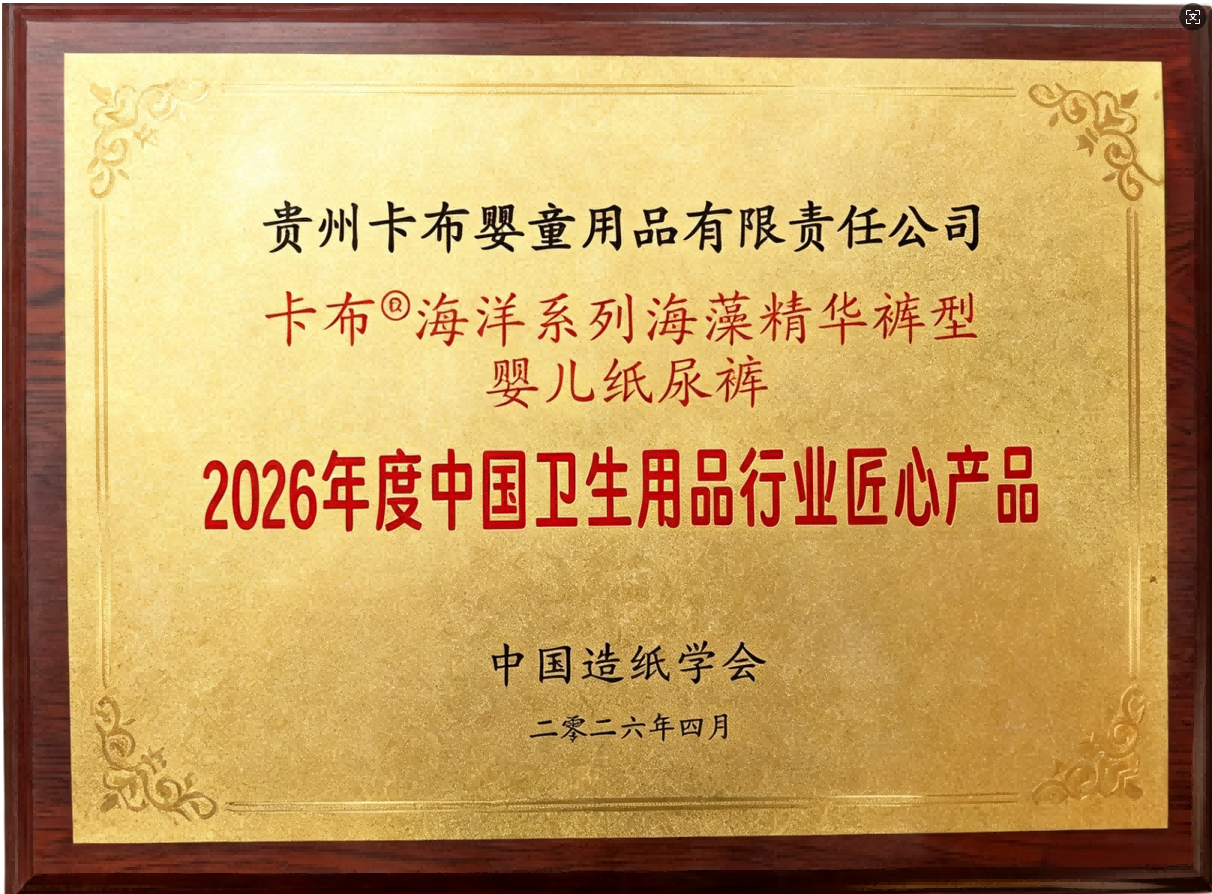 贵州卡布婴童用品有限责任公司
卡布®海洋系列海藻精华裤型
婴儿纸尿裤
2026年度中国卫生用品行业匠心产品
中国造纸学会
二零二六年四月